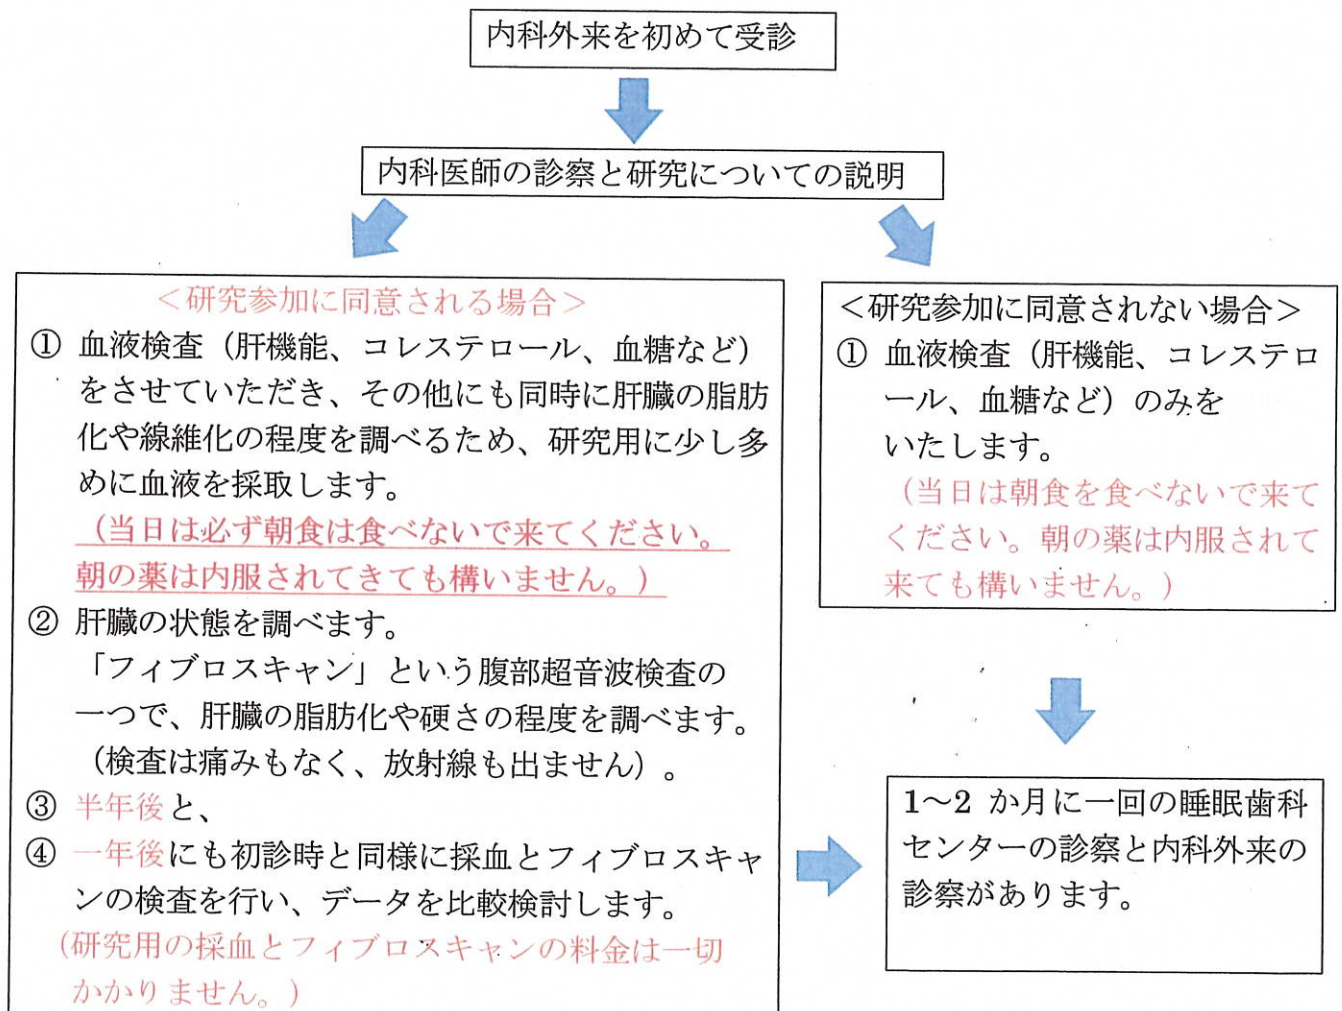 内科外来を初めて受診
内科医師の診察と研究についての説明
＜研究参加に同意される場合＞
① 血液検査（肝機能、コレステロール、血糖など）
をさせていただき、その他にも同時に肝臓の脂肪
化や線維化の程度を調べるため、研究用に少し多
めに血液を採取します。
（当日は必ず朝食は食べないで来てください。
朝の薬は内服されてきても構いません。）
② 肝臓の状態を調べます。
「フィブロスキャン」という腹部超音波検査の
一つで、肝臓の脂肪化や硬さの程度を調べます。
（検査は痛みもなく、放射線も出ません）。
③ 半年後と、
④ 一年後にも初診時と同様に採血とフィブロスキャ
ンの検査を行い、データを比較検討します。
（研究用の採血とフィブロスキャンの料金は一切
かかりません。）
＜研究参加に同意されない場合＞
① 血液検査（肝機能、コレステロ
ール、血糖など）のみを
いたします。
（当日は朝食を食べないで来て
ください。朝の薬は内服されて
来ても構いません。）
1～2 か月に一回の睡眠歯科
センターの診察と内科外来の
診察があります。